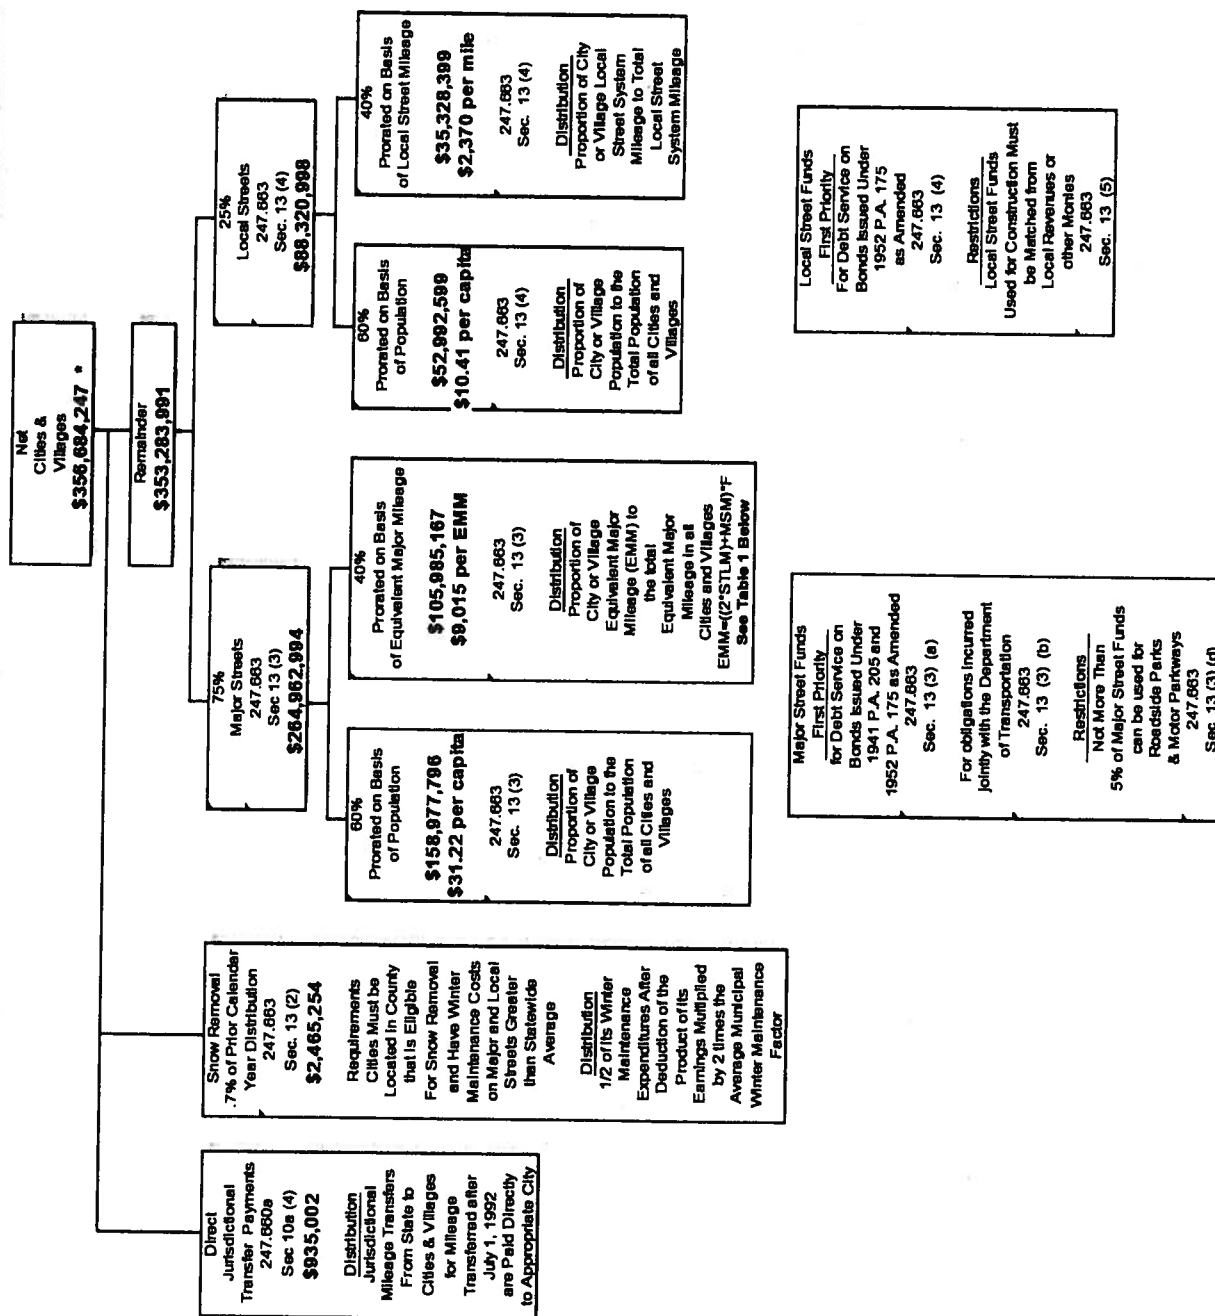 Net
Cities &
Villages
$356,684,247 *
Remainder
$353,283,991
Direct
Jurisdictional
Transfer Payments
247.660a
Sec 10a (4)
$935,002
Distribution
Jurisdictional
Mileage Transfers
From State to
Cities & Villages
for Mileage
Transferred after
July 1, 1992
are Paid Directly
to Appropriate City
Snow Removal
.7% of Prior Calendar
Year Distribution
247.663
Sec. 13 (2)
$2,465,254
Requirements
Cities Must be
Located in County
that is Eligible
For Snow Removal
and Have Winter
Maintenance Costs
on Major and Local
Streets Greater
than Statewide
Average
Distribution
1/2 of its Winter
Maintenance
Expenditures After
Deduction of the
Product of its
Earnings Multiplied
by 2 times the
Average Municipal
Winter Maintenance
Factor
75%
Major Streets
247.663
Sec 13 (3)
$264,962,994
60%
Prorated on Basis
of Population
$158,977,796
$31.22 per capita
247.663
Sec. 13 (3)
Distribution
Proportion of
City or Village
Population to the
Total Population
of all Cities and
Villages
40%
Prorated on Basis
of Equivalent Major Mileage
$105,985,167
$9,015 per EMM
247.663
Sec. 13 (3)
Distribution
Proportion of
City or Village
Equivalent Major
Mileage (EMM) to
the total
Equivalent Major
Mileage in all
Cities and Villages
EMM=((2*STLM)+MSM)*F
See Table 1 Below
25%
Local Streets
247.663
Sec. 13 (4)
$88,320,998
60%
Prorated on Basis
of Population
$52,992,599
$10.41 per capita
247.663
Sec. 13 (4)
Distribution
Proportion of
City or Village
Population to the
Total Population
of all Cities and
Villages
40%
Prorated on Basis
of Local Street Mileage
$35,328,399
$2,370 per mile
247.663
Sec. 13 (4)
Distribution
Proportion of City
or Village Local
Street System
Mileage to Total
Local Street
System Mileage
Major Street Funds
First Priority
for Debt Service on
Bonds Issued Under
1941 P.A. 205 and
1952 P.A. 175 as Amended
247.663
Sec. 13 (3) (a)
For obligations incurred
jointly with the Department
of Transportation
247.663
Sec. 13 (3) (b)
Restrictions
Not More Than
5% of Major Street Funds
can be used for
Roadside Parks
& Motor Parkways
247.663
Sec. 13 (3) (d)
Local Street Funds
First Priority
For Debt Service on
Bonds Issued Under
1952 P.A. 175
as Amended
247.663
Sec. 13 (4)
Restrictions
Local Street Funds
Used for Construction Must
be Matched from
Local Revenues or
other Monies
247.663
Sec. 13 (5)